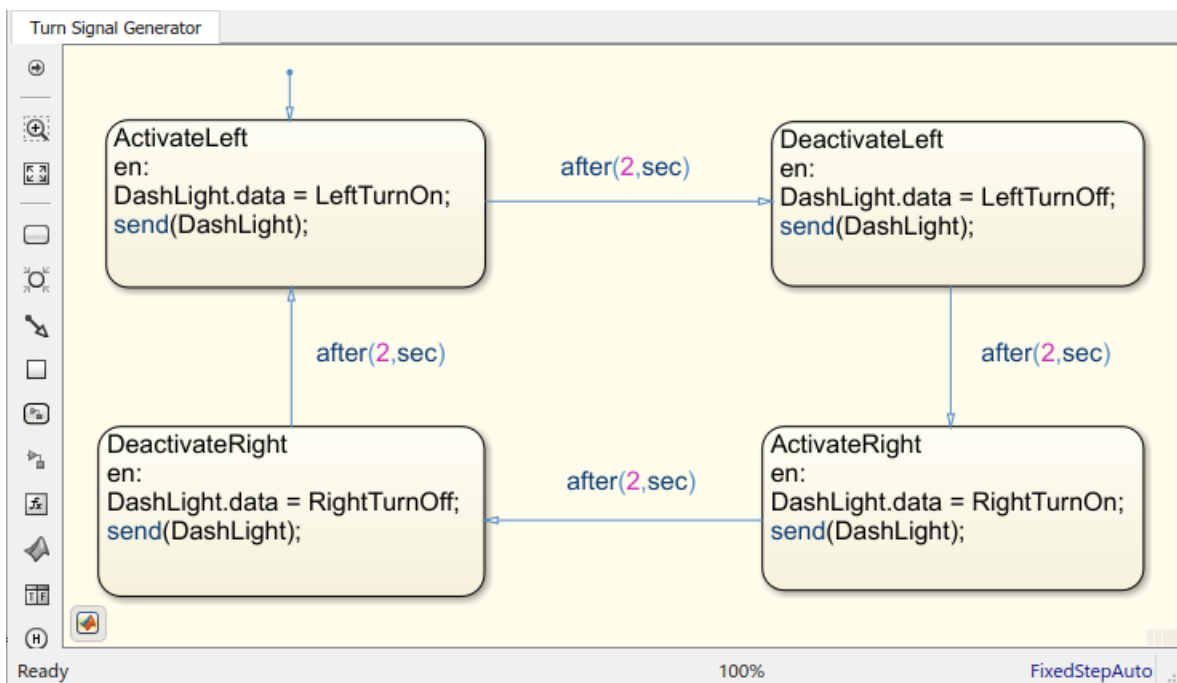 Turn Signal Generator
ActivateLeft
en:
DashLight.data = LeftTurnOn;
send(DashLight);
after(2,sec)
DeactivateLeft
en:
DashLight.data = LeftTurnOff;
send(DashLight);
after(2,sec)
after(2,sec)
DeactivateRight
en:
DashLight.data = RightTurnOff;
send(DashLight);
after(2,sec)
ActivateRight
en:
DashLight.data = RightTurnOn;
send(DashLight);
fx
T F
H
Ready
100%
FixedStepAuto